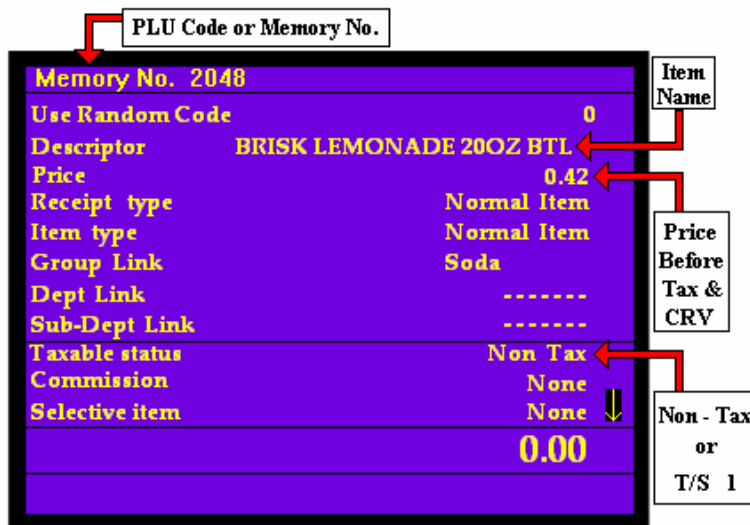 PLU Code or Memory No.
Memory No. 2048
Use Random Code 0
Descriptor BRISK LEMONADE 20OZ BTL
Price 0.42
Receipt type Normal Item
Item type Normal Item
Group Link Soda
Dept Link -------
Sub-Dept Link -------
Taxable status Non Tax
Commission None
Selective item None
0.00
Item
Name
Price
Before
Tax &
CRV
Non - Tax
or
T/S 1